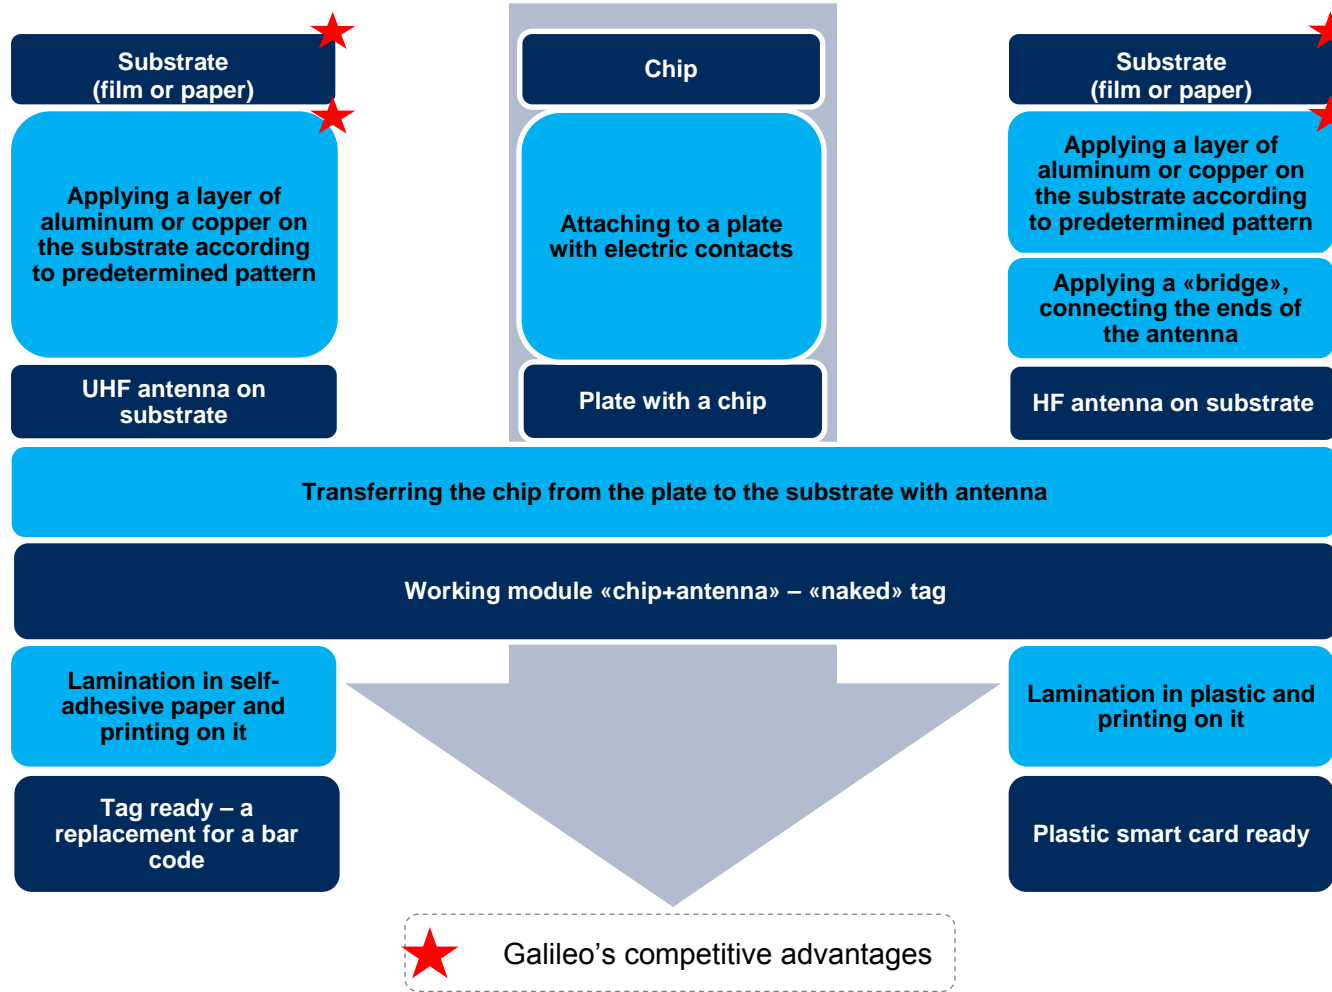 Substrate
(film or paper)
Applying a layer of
aluminum or copper on
the substrate according
to predetermined pattern
UHF antenna on
substrate
Chip
Attaching to a plate
with electric contacts
Plate with a chip
Substrate
(film or paper)
Applying a layer of
aluminum or copper on
the substrate according
to predetermined pattern
Applying a «bridge»,
connecting the ends of
the antenna
HF antenna on substrate
Transferring the chip from the plate to the substrate with antenna
Working module «chip+antenna» – «naked» tag
Lamination in self-
adhesive paper and
printing on it
Tag ready – a
replacement for a bar
code
Lamination in plastic and
printing on it
Plastic smart card ready
Galileo’s competitive advantages